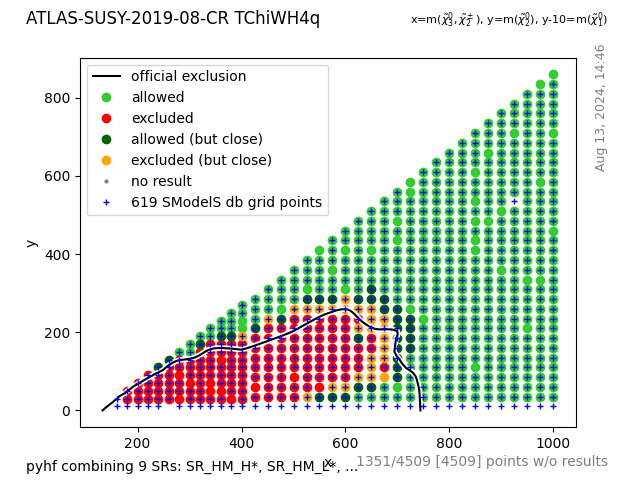 ATLAS-SUSY-2019-08-CR TChiWH4q
x=m(χ̃⁰₃, χ̃±₂), y=m(χ̃⁰₂), y-10=m(χ̃⁰₁)
Aug 13, 2024, 14:46
official exclusion
allowed
excluded
allowed (but close)
excluded (but close)
no result
619 SModelS db grid points
y
800
600
400
200
0
200 400 600 800 1000
x
pyhf combining 9 SRs: SR_HM_H*, SR_HM_L*, ...
1351/4509 [4509] points w/o results